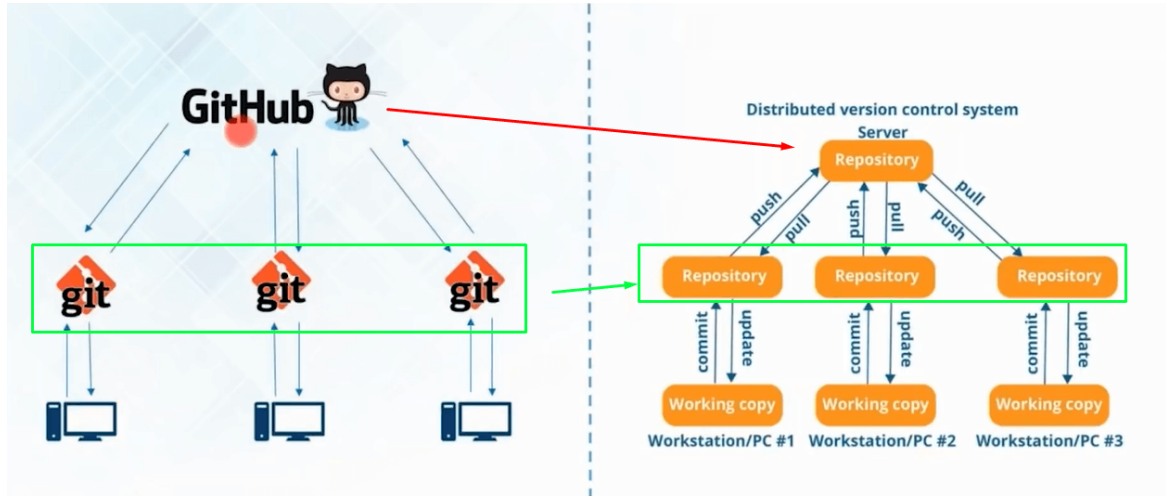 GitHub
git
git
git
Distributed version control system
Server
Repository
push
pull
push
pull
push
pull
Repository
Repository
Repository
commit
update
commit
update
commit
update
Working copy
Working copy
Working copy
Workstation/PC #1
Workstation/PC #2
Workstation/PC #3